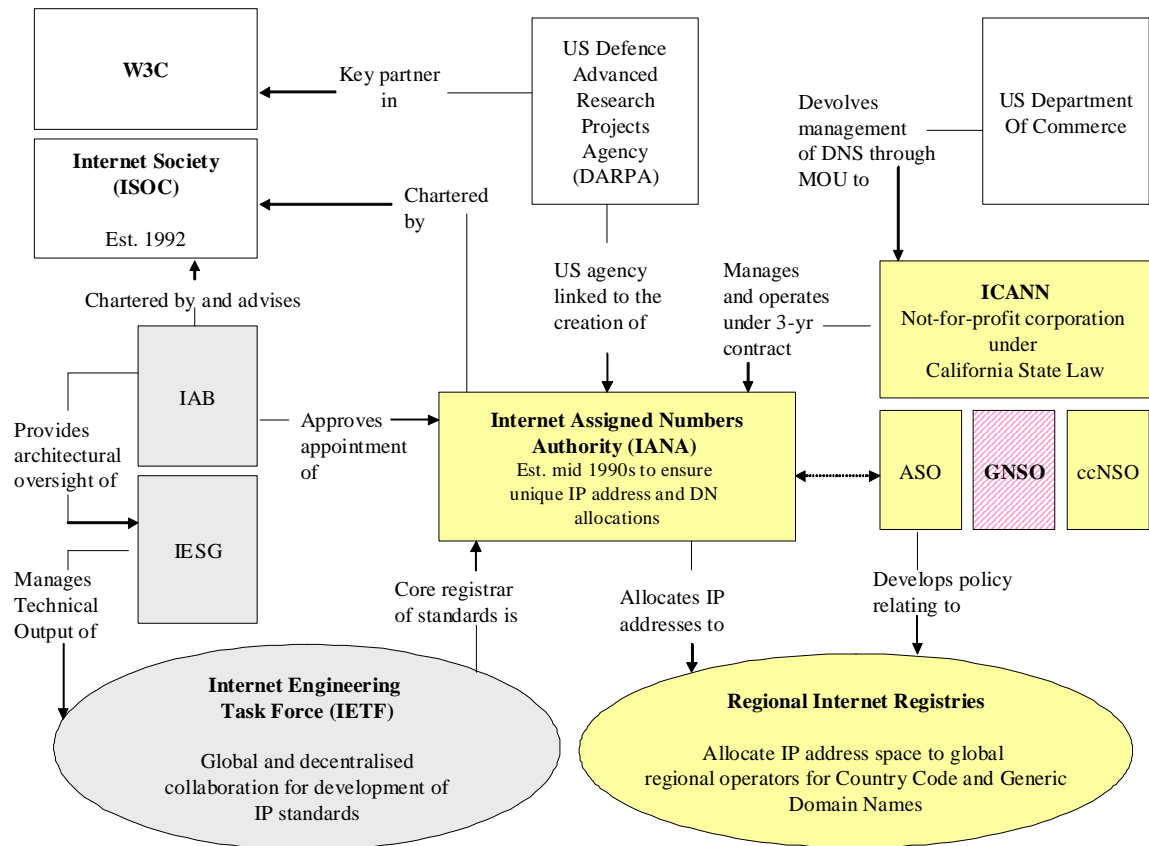 W3C
Key partner
in
US Defence
Advanced
Research
Projects
Agency
(DARPA)
Devolves
management
of DNS through
MOU to
US Department
Of Commerce
Internet Society
(ISOC)
Est. 1992
Chartered
by
Chartered by and advises
US agency
linked to the
creation of
Manages
and operates
under 3-yr
contract
ICANN
Not-for-profit corporation
under
California State Law
IAB
Provides
architectural
oversight of
Approves
appointment
of
Internet Assigned Numbers
Authority (IANA)
Est. mid 1990s to ensure
unique IP address and DN
allocations
ASO
GNSO
ccNSO
IESG
Manages
Technical
Output of
Core registrar
of standards is
Allocates IP
addresses to
Develops policy
relating to
Internet Engineering
Task Force (IETF)
Global and decentralised
collaboration for development of
IP standards
Regional Internet Registries
Allocate IP address space to global
regional operators for Country Code and Generic
Domain Names